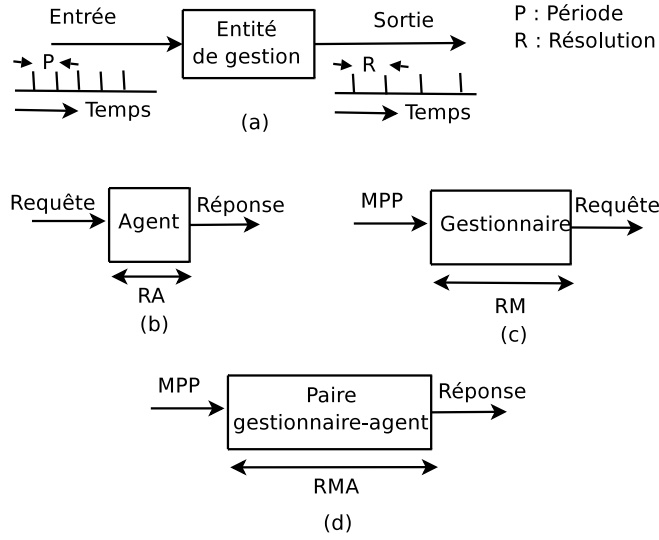 Entrée
Entité
de gestion
Sortie
P : Période
R : Résolution
P
R
Temps
Temps
(a)
Requête
Agent
Réponse
RA
(b)
MPP
Gestionnaire
Requête
RM
(c)
MPP
Paire
gestionnaire-agent
Réponse
RMA
(d)